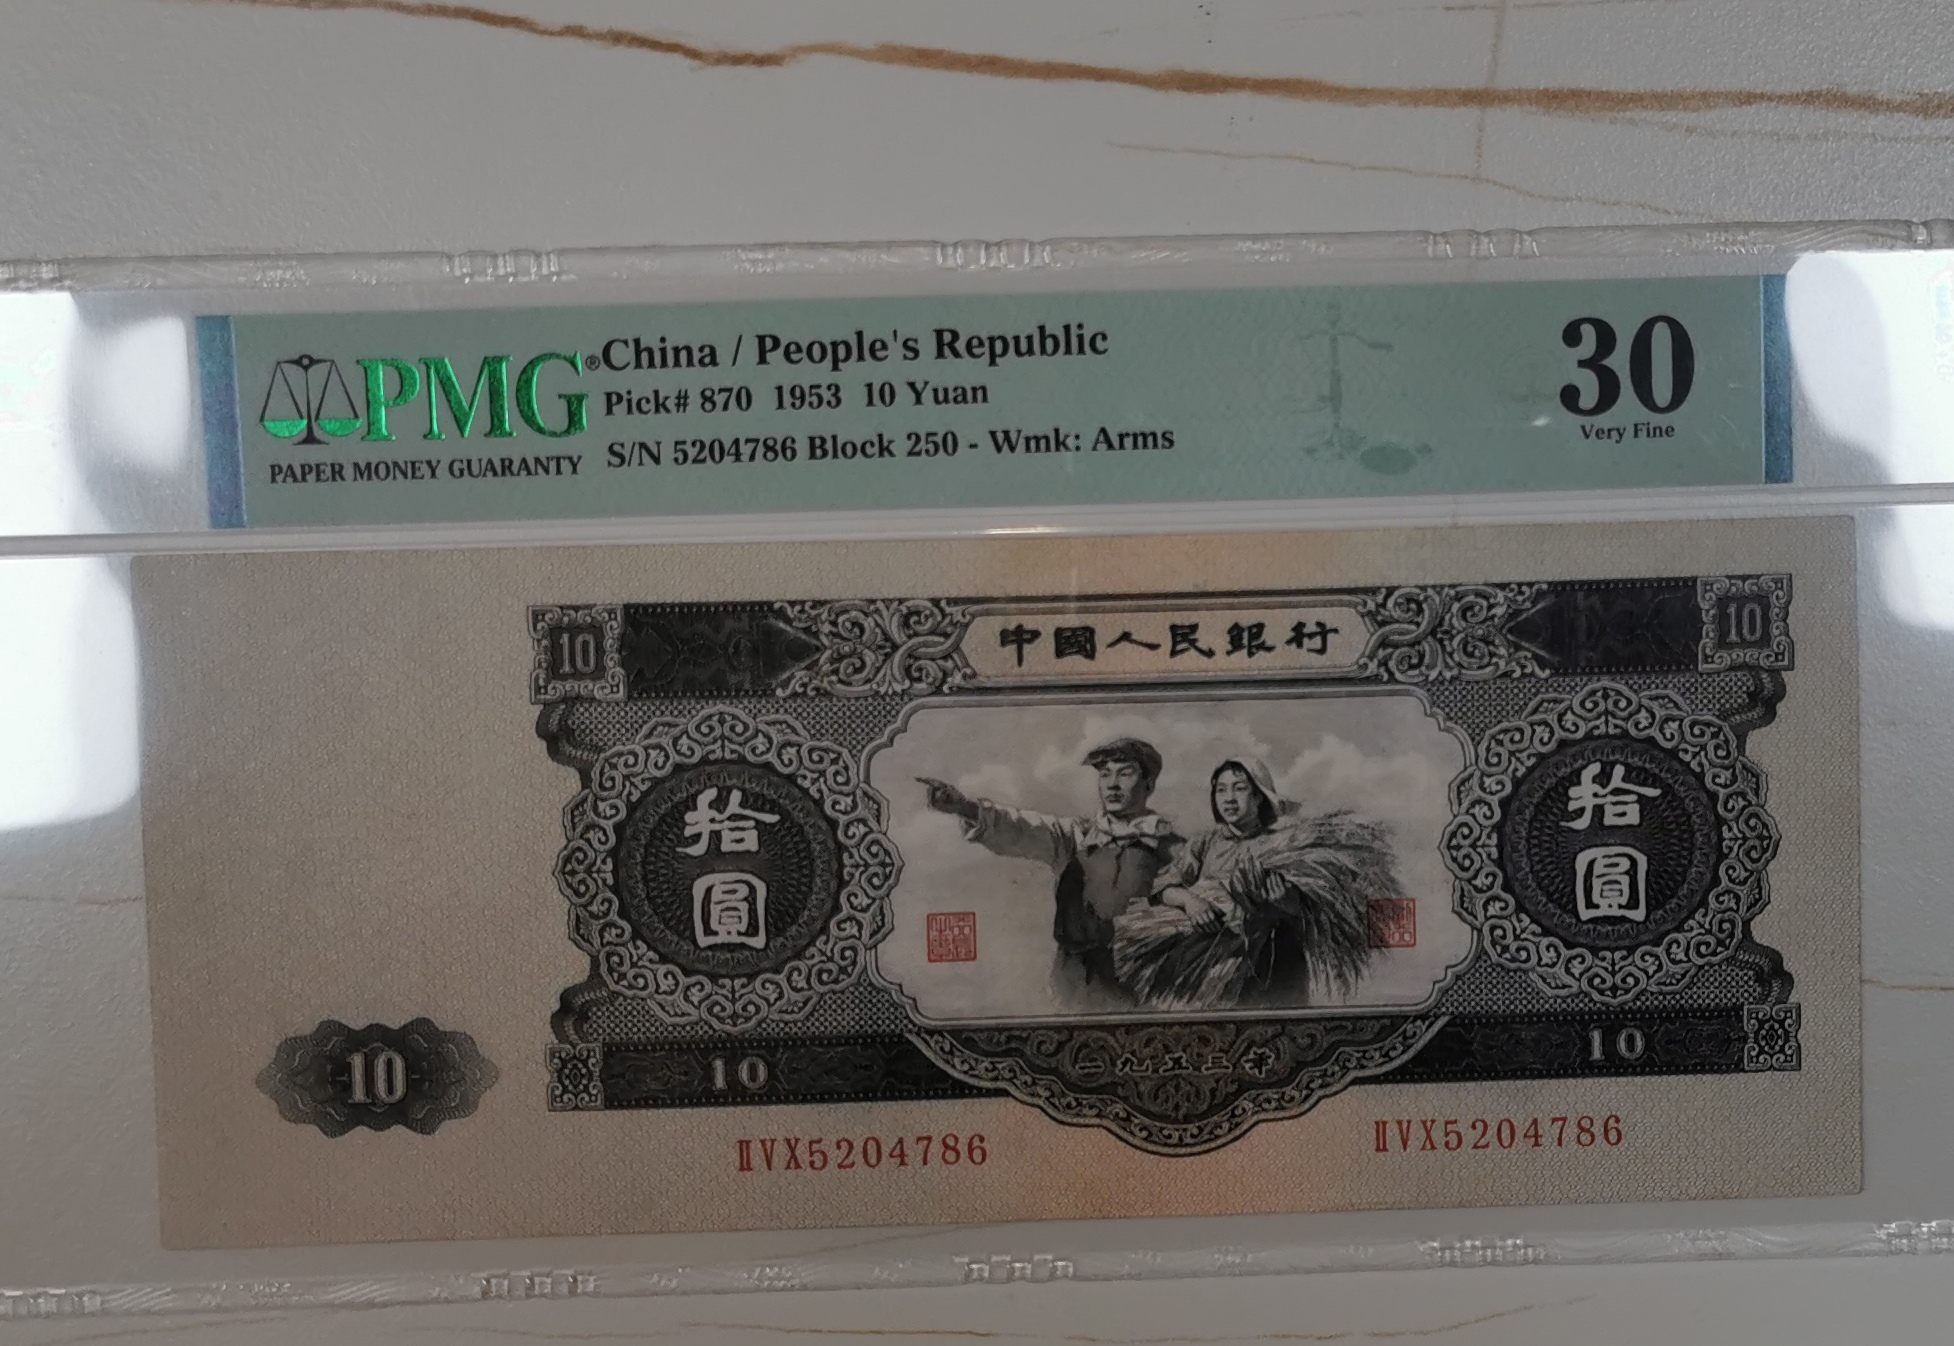 PMG®
PAPER MONEY GUARANTY
China / People's Republic
Pick# 870 1953 10 Yuan
S/N 5204786 Block 250 - Wmk: Arms
30
Very Fine
10
中國人民銀行
10
拾圓
拾圓
10
10
一九五三年
10
ⅡⅤⅩ5204786
ⅡⅤⅩ5204786